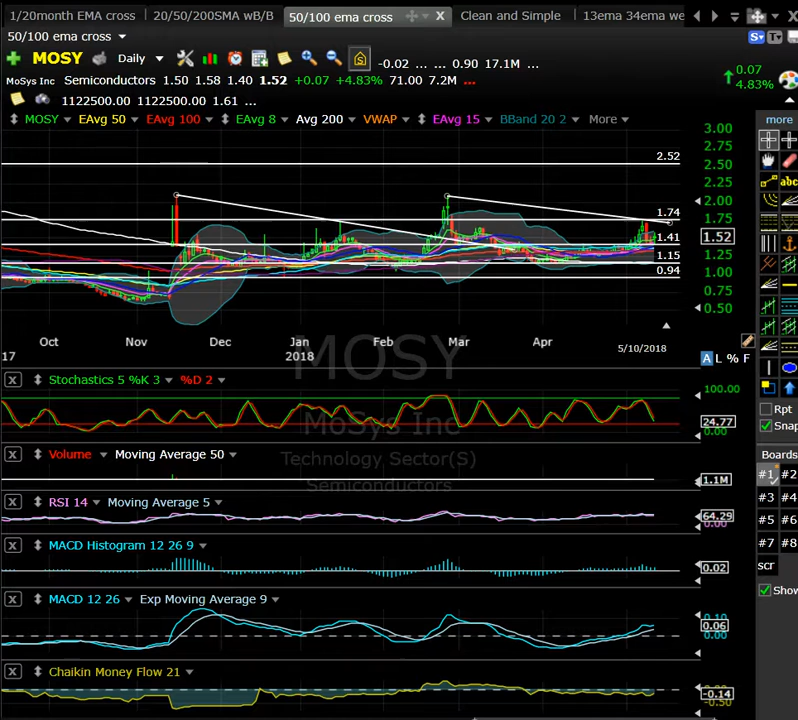 1/20month EMA cross 20/50/200SMA wB/B 50/100 ema cross X Clean and Simple 13ema 34ema we
50/100 ema cross
MOSY Daily -0.02 ... ... 0.90 17.1M ...
MoSys Inc Semiconductors 1.50 1.58 1.40 1.52 +0.07 +4.83% 71.00 7.2M ...
0.07
4.83%
1122500.00 1122500.00 1.61 ...
MOSY EAvg 50 EAvg 100 EAvg 8 Avg 200 VWAP EAvg 15 BBand 20 2 More
more
3.00
2.75
2.52 2.50
2.25
2.00
1.74 1.75
1.41 1.52
1.15 1.25
0.94 1.00
0.75
0.50
abc
Oct Nov Dec Jan Feb Mar Apr 5/10/2018
17 2018
A L % F
MOSY
MoSys Inc
Technology Sector(S)
Semiconductors
Stochastics 5 %K 3 %D 2
100.00
24.77
0.00
Rpt
Snap
Volume Moving Average 50
1.1M
Boards
#1 #2
#3 #4
#5 #6
#7 #8
scr
Show
RSI 14 Moving Average 5
64.29
0.00
MACD Histogram 12 26 9
0.02
MACD 12 26 Exp Moving Average 9
0.10
0.06
0.00
Chaikin Money Flow 21
-0.14
-0.50